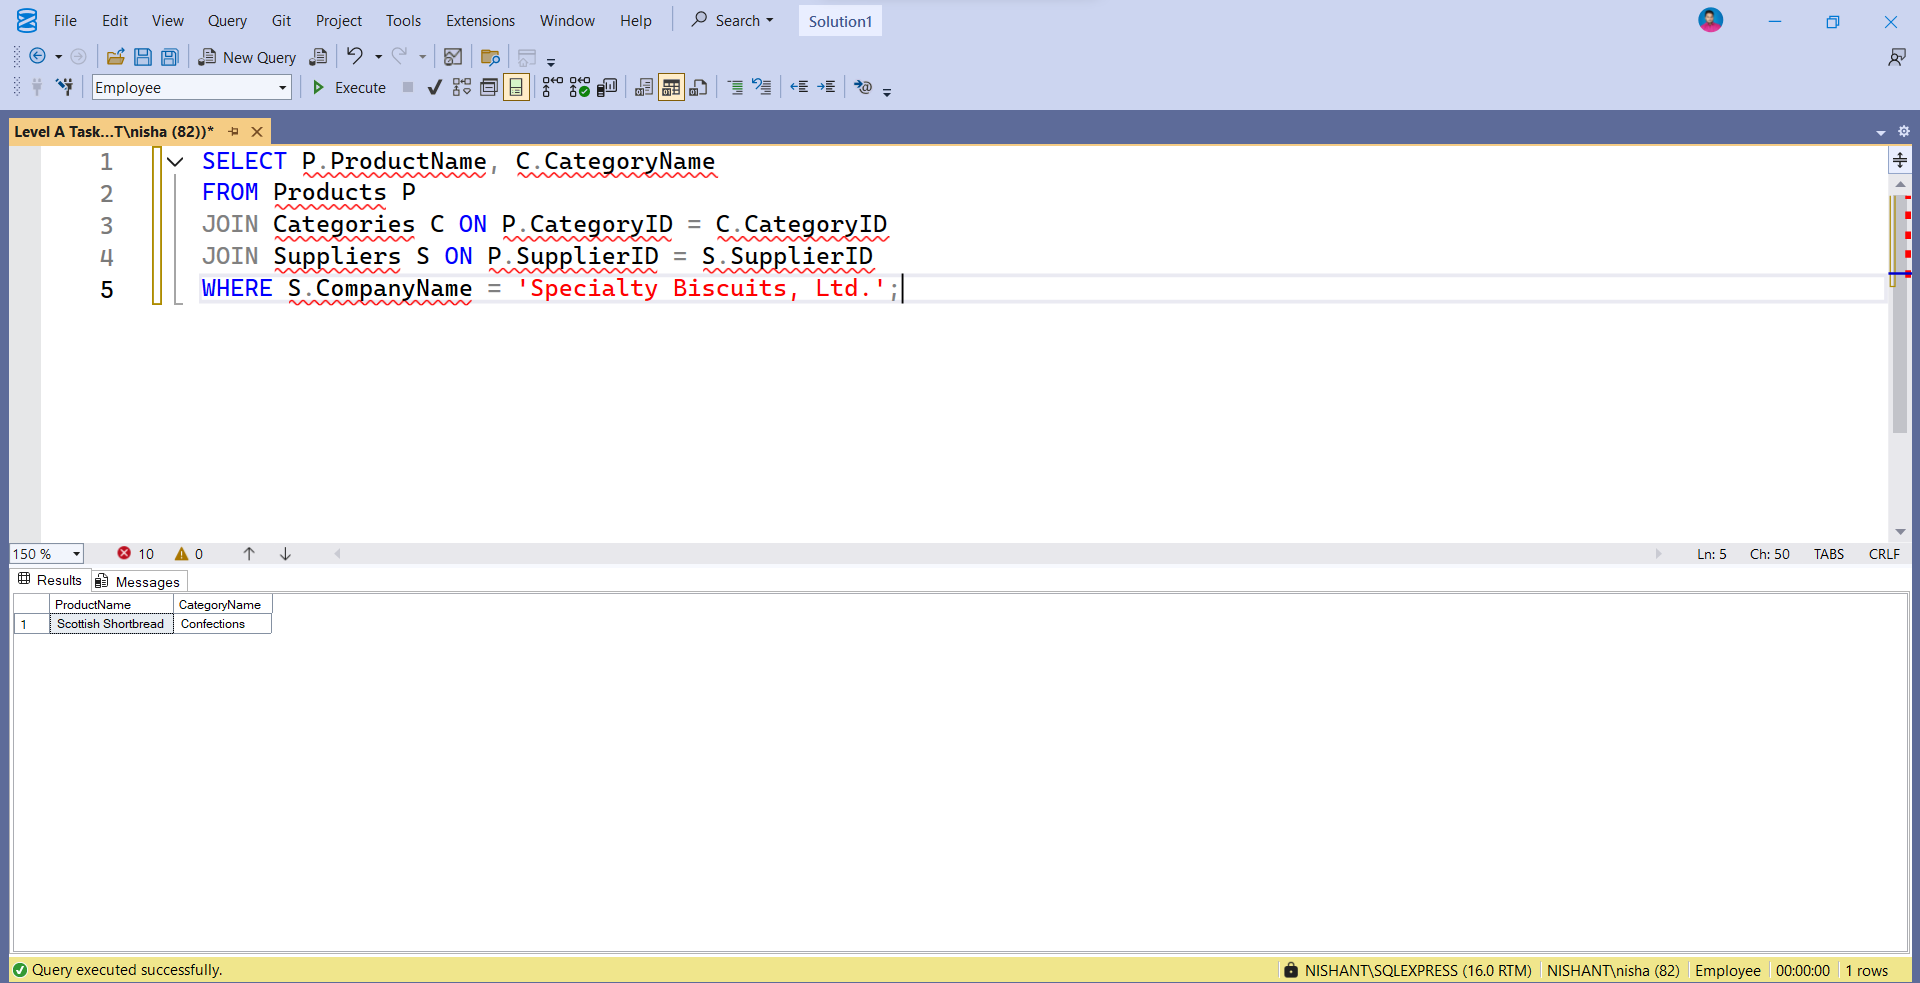 File Edit View Query Git Project Tools Extensions Window Help Search Solution1
New Query
Employee Execute
Level A Task...T\nisha (82))*
1 SELECT P.ProductName, C.CategoryName
2 FROM Products P
3 JOIN Categories C ON P.CategoryID = C.CategoryID
4 JOIN Suppliers S ON P.SupplierID = S.SupplierID
5 WHERE S.CompanyName = 'Specialty Biscuits, Ltd.';
150 % 10 0 Ln: 5 Ch: 50 TABS CRLF
Results Messages
ProductName CategoryName
1 Scottish Shortbread Confections
Query executed successfully. NISHANT\SQLEXPRESS (16.0 RTM) NISHANT\nisha (82) Employee 00:00:00 1 rows